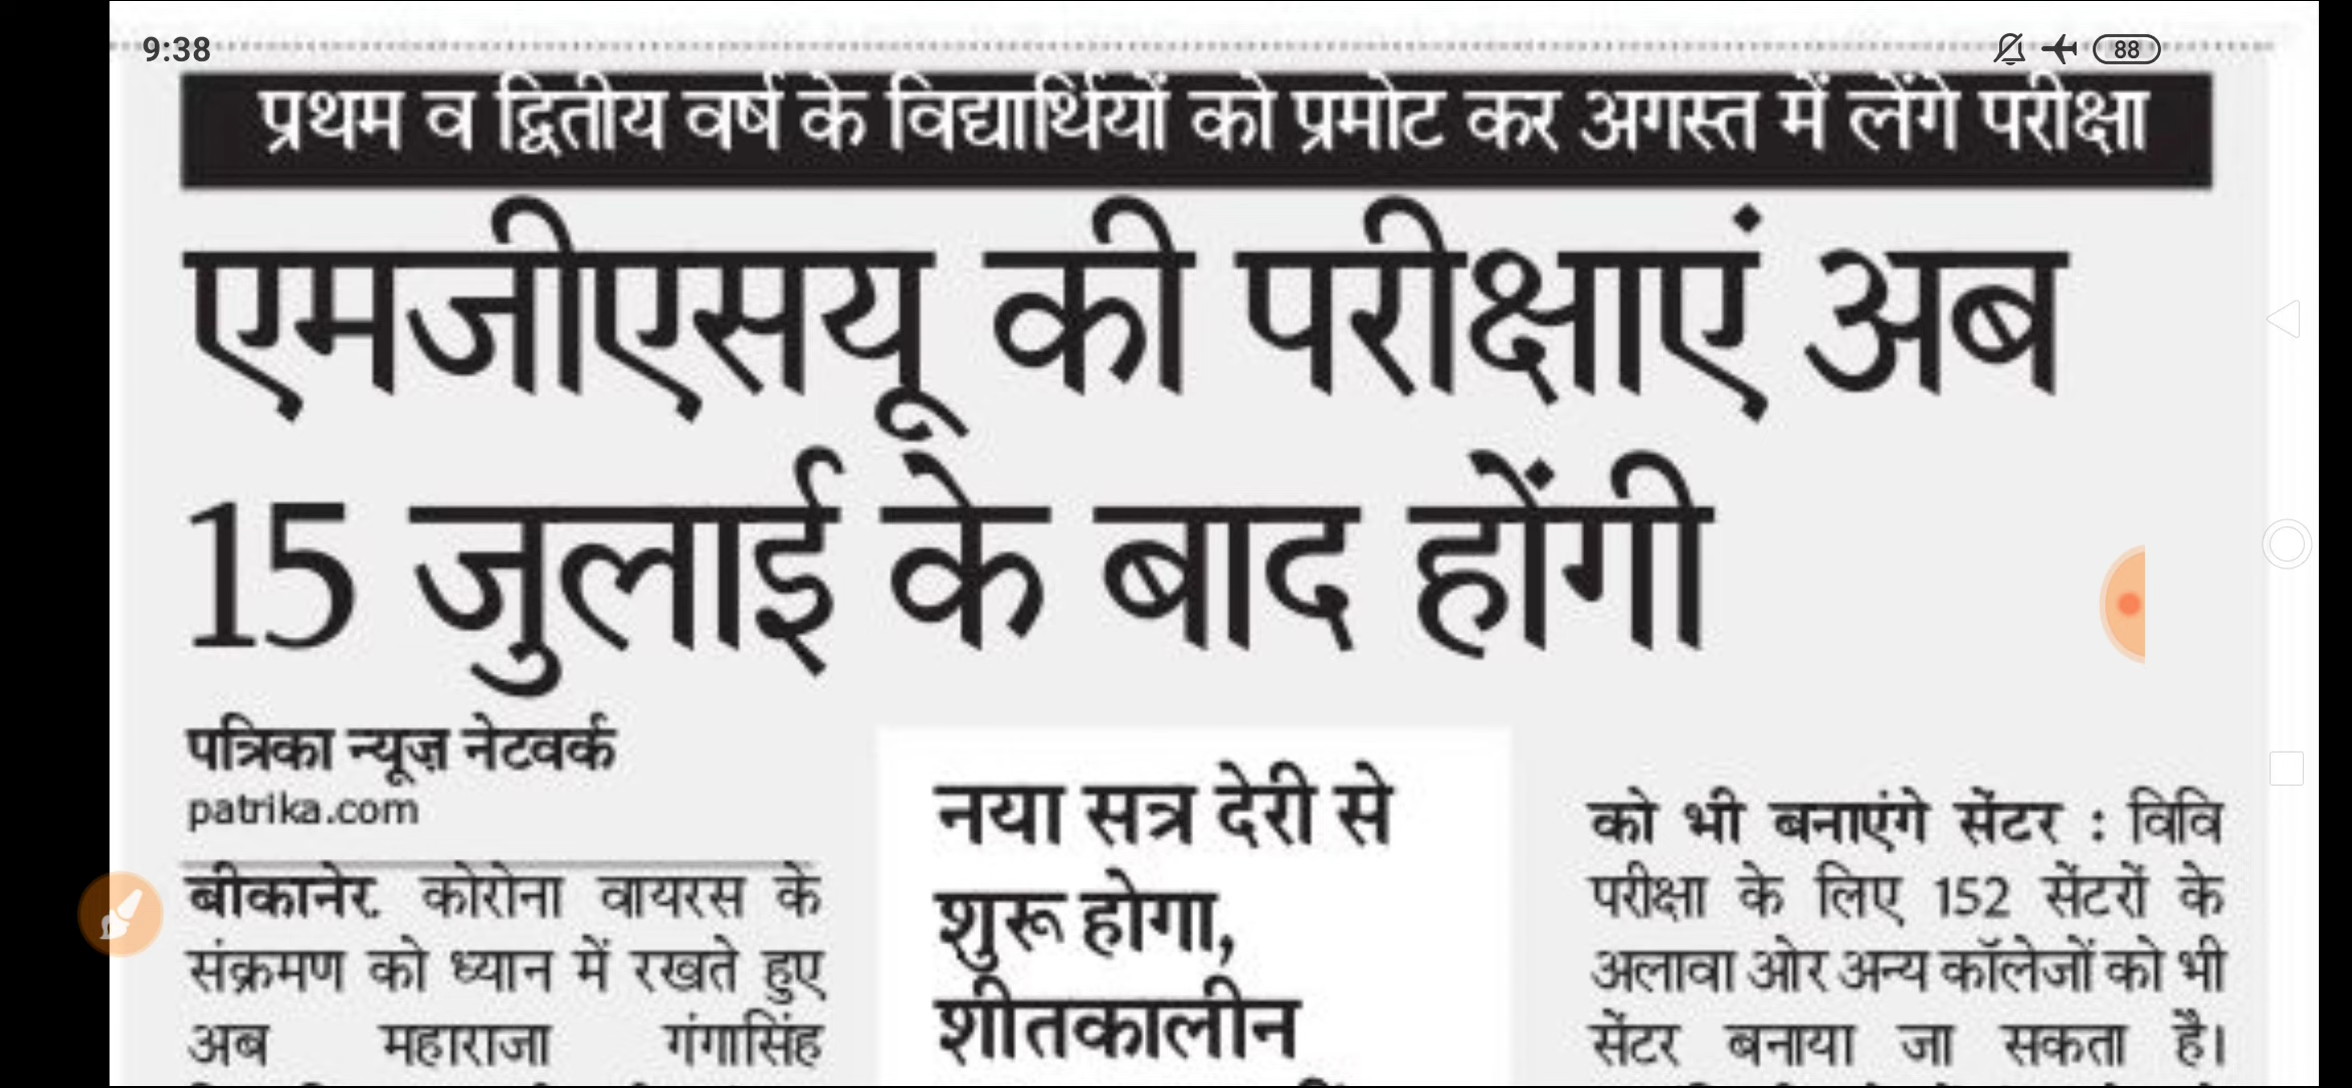 9:38
88
प्रथम व द्वितीय वर्ष के विद्यार्थियों को प्रमोट कर अगस्त में लेंगे परीक्षा
एमजीएसयू की परीक्षाएं अब
15 जुलाई के बाद होंगी
पत्रिका न्यूज़ नेटवर्क
patrika.com
बीकानेर. कोरोना वायरस के
संक्रमण को ध्यान में रखते हुए
अब महाराजा गंगासिंह
नया सत्र देरी से
शुरू होगा,
शीतकालीन
को भी बनाएंगे सेंटर : विवि
परीक्षा के लिए 152 सेंटरों के
अलावा ओर अन्य कॉलेजों को भी
सेंटर बनाया जा सकता है।